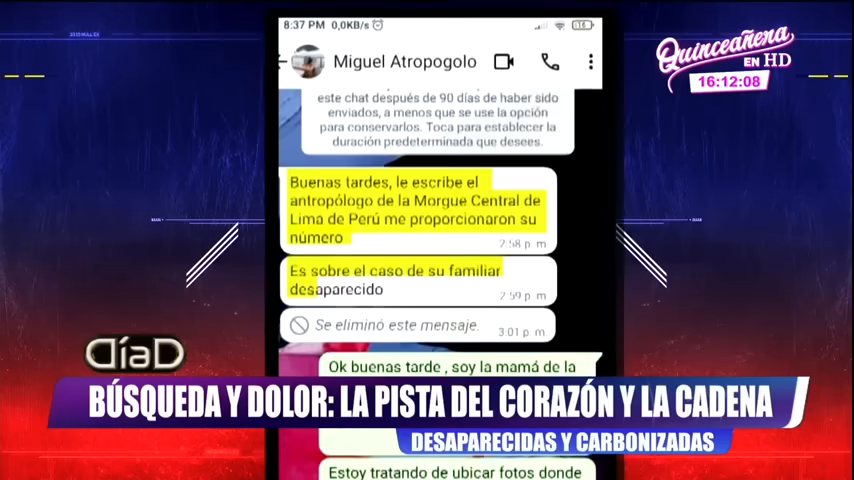 8:37 PM 0,0KB/s
16
Quinceañera
EN HD
16:12:08
Miguel Atropogolo
este chat después de 90 días de haber sido
enviados, a menos que se use la opción
para conservarlos. Toca para establecer la
duración predeterminada que desees.
Buenas tardes, le escribe el
antropólogo de la Morgue Central de
Lima de Perú me proporcionaron su
número
2:58 p. m.
Es sobre el caso de su familiar
desaparecido
2:59 p. m.
Se eliminó este mensaje.
3:01 p. m.
Ok buenas tarde , soy la mamá de la
DíaD
BÚSQUEDA Y DOLOR: LA PISTA DEL CORAZÓN Y LA CADENA
DESAPARECIDAS Y CARBONIZADAS
Estoy tratando de ubicar fotos donde